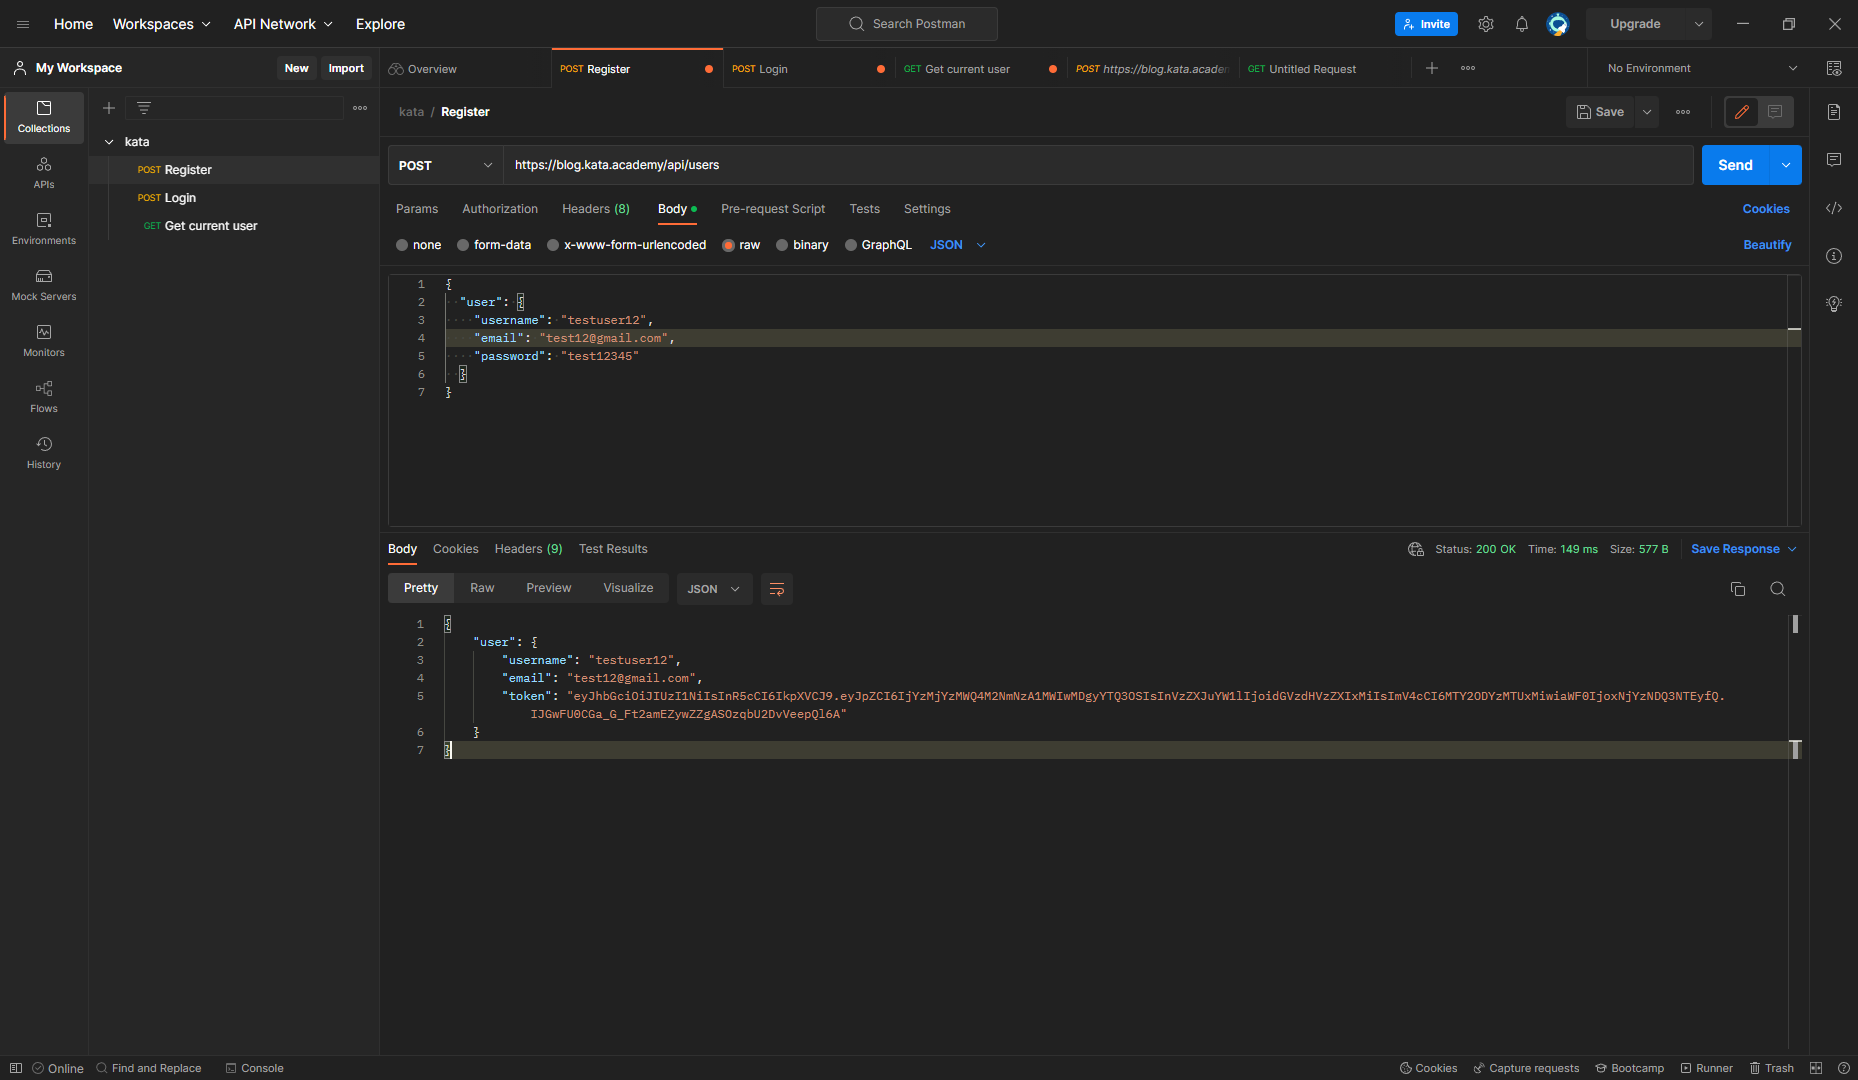 Home Workspaces API Network Explore Search Postman Invite Upgrade
My Workspace New Import Overview POST Register POST Login GET Get current user POST https://blog.kata.academ GET Untitled Request No Environment
Collections
APIs
Environments
Mock Servers
Monitors
Flows
History
kata
POST Register
POST Login
GET Get current user
kata / Register Save
POST https://blog.kata.academy/api/users Send
Params Authorization Headers (8) Body Pre-request Script Tests Settings Cookies
none form-data x-www-form-urlencoded raw binary GraphQL JSON Beautify
1 {
2 "user": {
3 "username": "testuser12",
4 "email": "test12@gmail.com",
5 "password": "test12345"
6 }
7 }
Body Cookies Headers (9) Test Results Status: 200 OK Time: 149 ms Size: 577 B Save Response
Pretty Raw Preview Visualize JSON
1 {
2 "user": {
3 "username": "testuser12",
4 "email": "test12@gmail.com",
5 "token": "eyJhbGciOiJIUzI1NiIsInR5cCI6IkpXVCJ9.eyJpZCI6IjYzMjYzMWQ4M2NmNzA1MWIwMDgyYTQ3OSIsInVzZXJuYW1lIjoidGVzdHVzZXIxMiIsImV4cCI6MTY2ODYzMTUxMiwiaWF0IjoxNjYzNDQ3NTEyfQ.
IJGwFU0CGa_G_Ft2amEZywZZgASOzqbU2DvVeepQl6A"
6 }
7 }
Online Find and Replace Console Cookies Capture requests Bootcamp Runner Trash